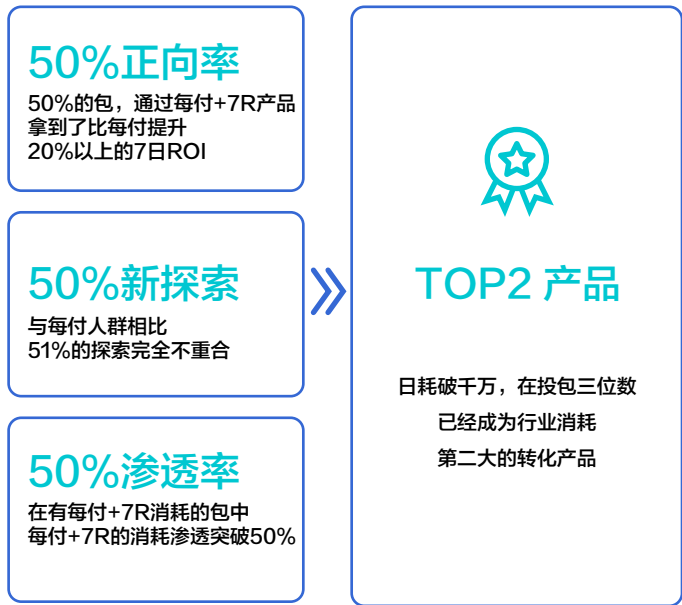 50%正向率
50%的包，通过每付+7R产品
拿到了比每付提升
20%以上的7日ROI
50%新探索
与每付人群相比
51%的探索完全不重合
50%渗透率
在有每付+7R消耗的包中
每付+7R的消耗渗透突破50%
TOP2 产品
日耗破千万，在投包三位数
已经成为行业消耗
第二大的转化产品